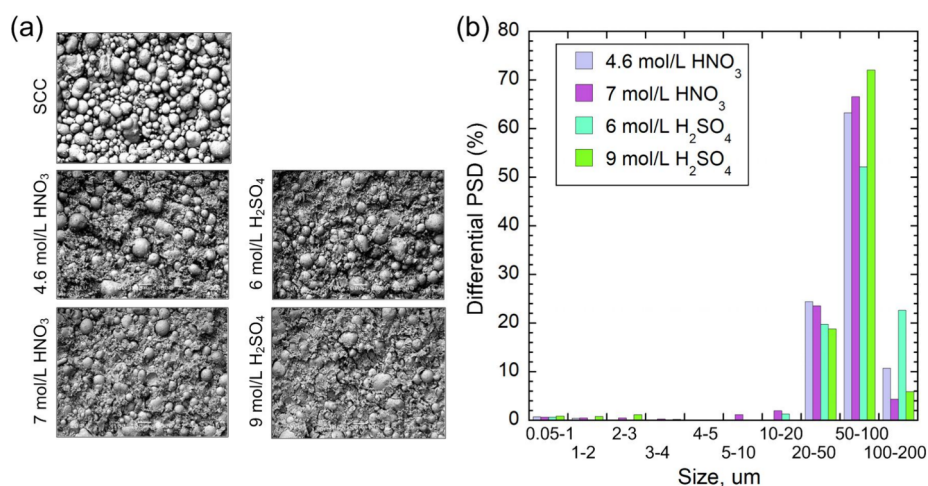 (a)
SCC
4.6 mol/L HNO₃
6 mol/L H₂SO₄
7 mol/L HNO₃
9 mol/L H₂SO₄
(b)
Differential PSD (%)
80
70
60
50
40
30
20
10
0
4.6 mol/L HNO₃
7 mol/L HNO₃
6 mol/L H₂SO₄
9 mol/L H₂SO₄
0.05-1 2-3 4-5 10-20 50-100
1-2 3-4 5-10 20-50 100-200
Size, um